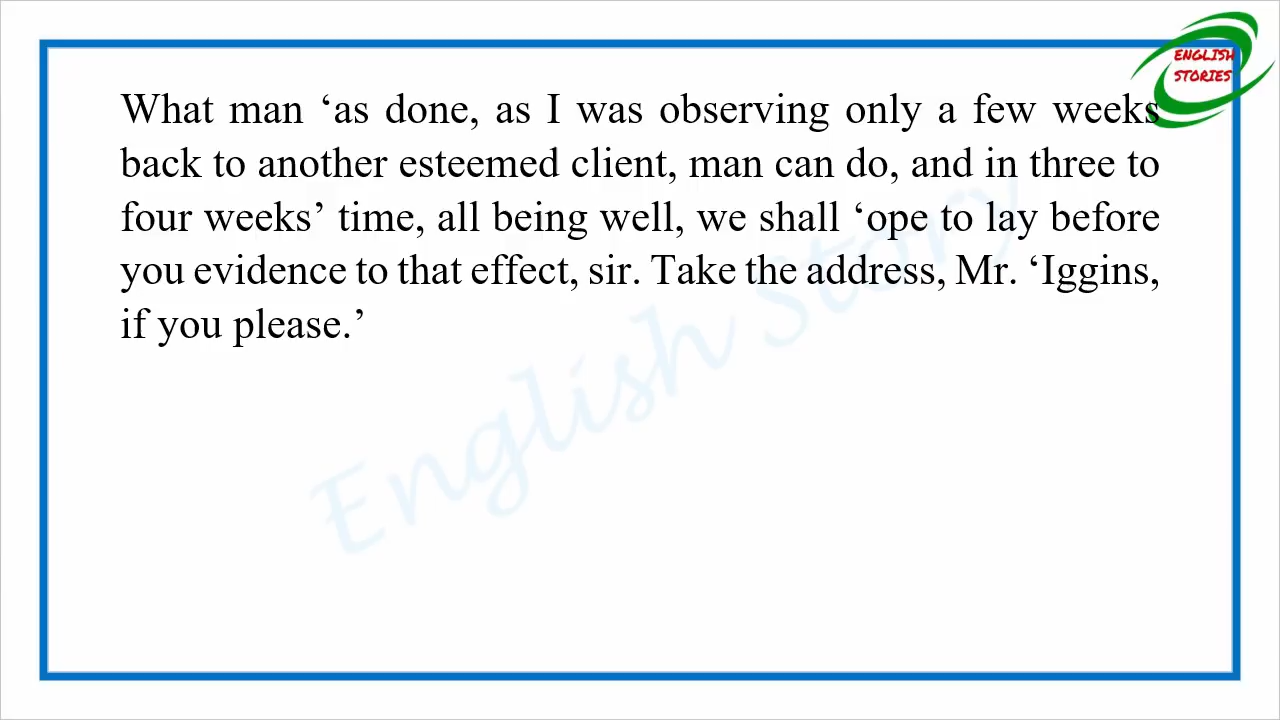 ENGLISH
STORIES
What man ‘as done, as I was observing only a few weeks
back to another esteemed client, man can do, and in three to
four weeks’ time, all being well, we shall ‘ope to lay before
you evidence to that effect, sir. Take the address, Mr. ‘Iggins,
if you please.’
English Story